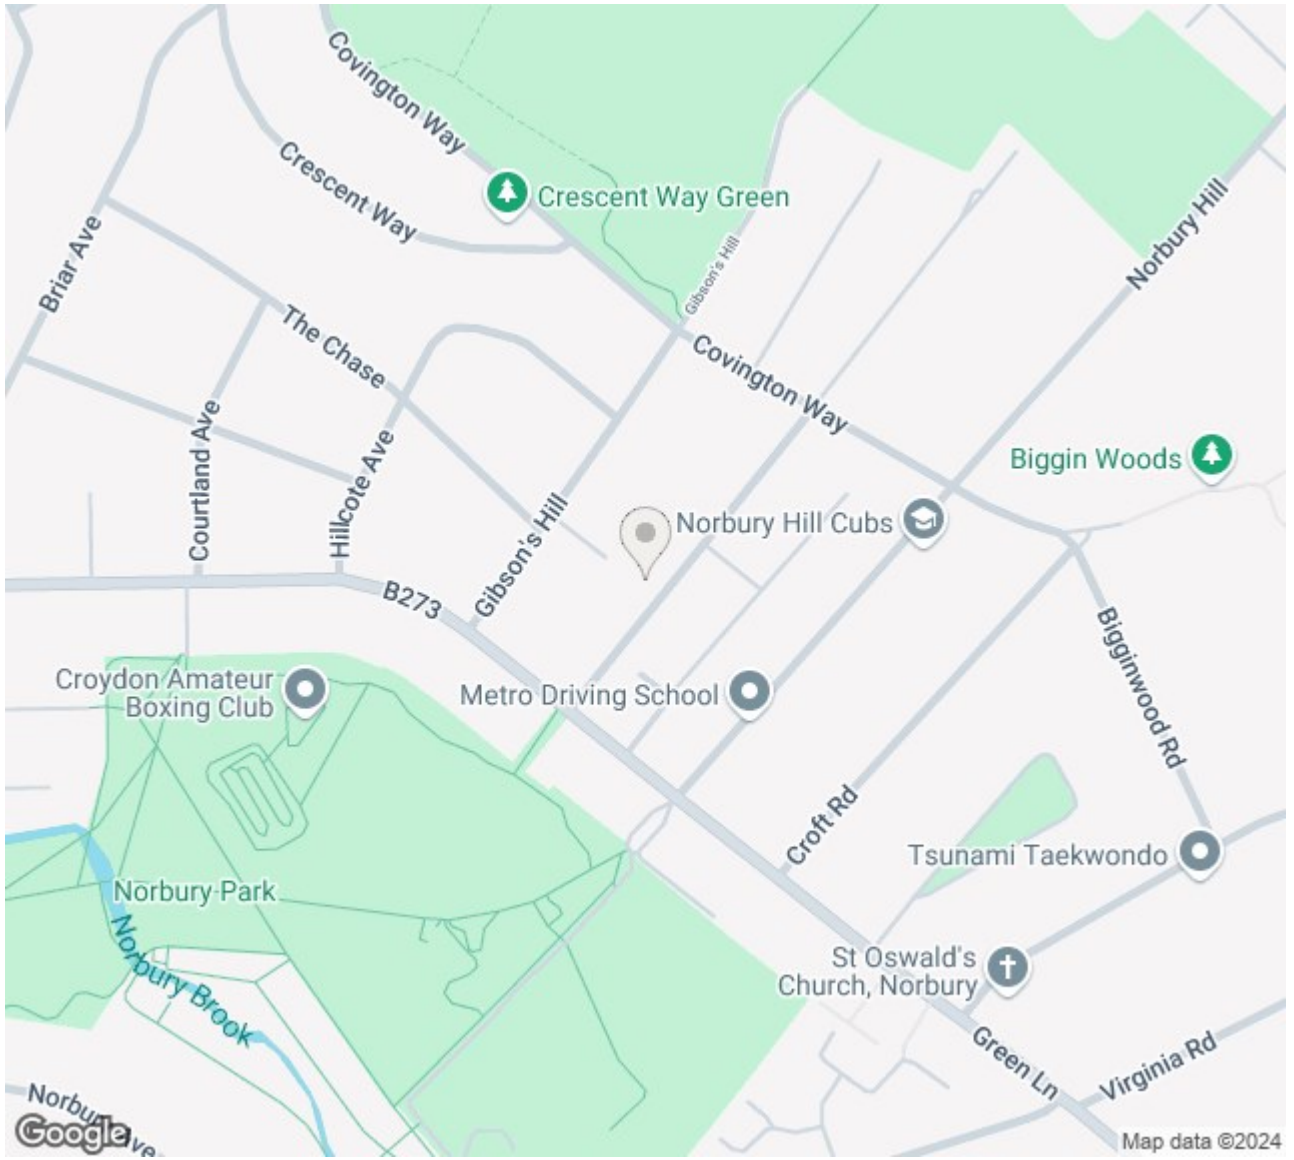 Covington Way
Crescent Way
Crescent Way Green
Briar Ave
Gibson's Hill
Norbury Hill
The Chase
Covington Way
Courtland Ave
Hillcote Ave
Biggin Woods
Gibson's Hill
Norbury Hill Cubs
B273
Bigginwood Rd
Croydon Amateur
Boxing Club
Metro Driving School
Croft Rd
Tsunami Taekwondo
Norbury Park
Norbury Brook
St Oswald's
Church, Norbury
Green Ln
Virginia Rd
Norbury Ave
Google
Map data ©2024